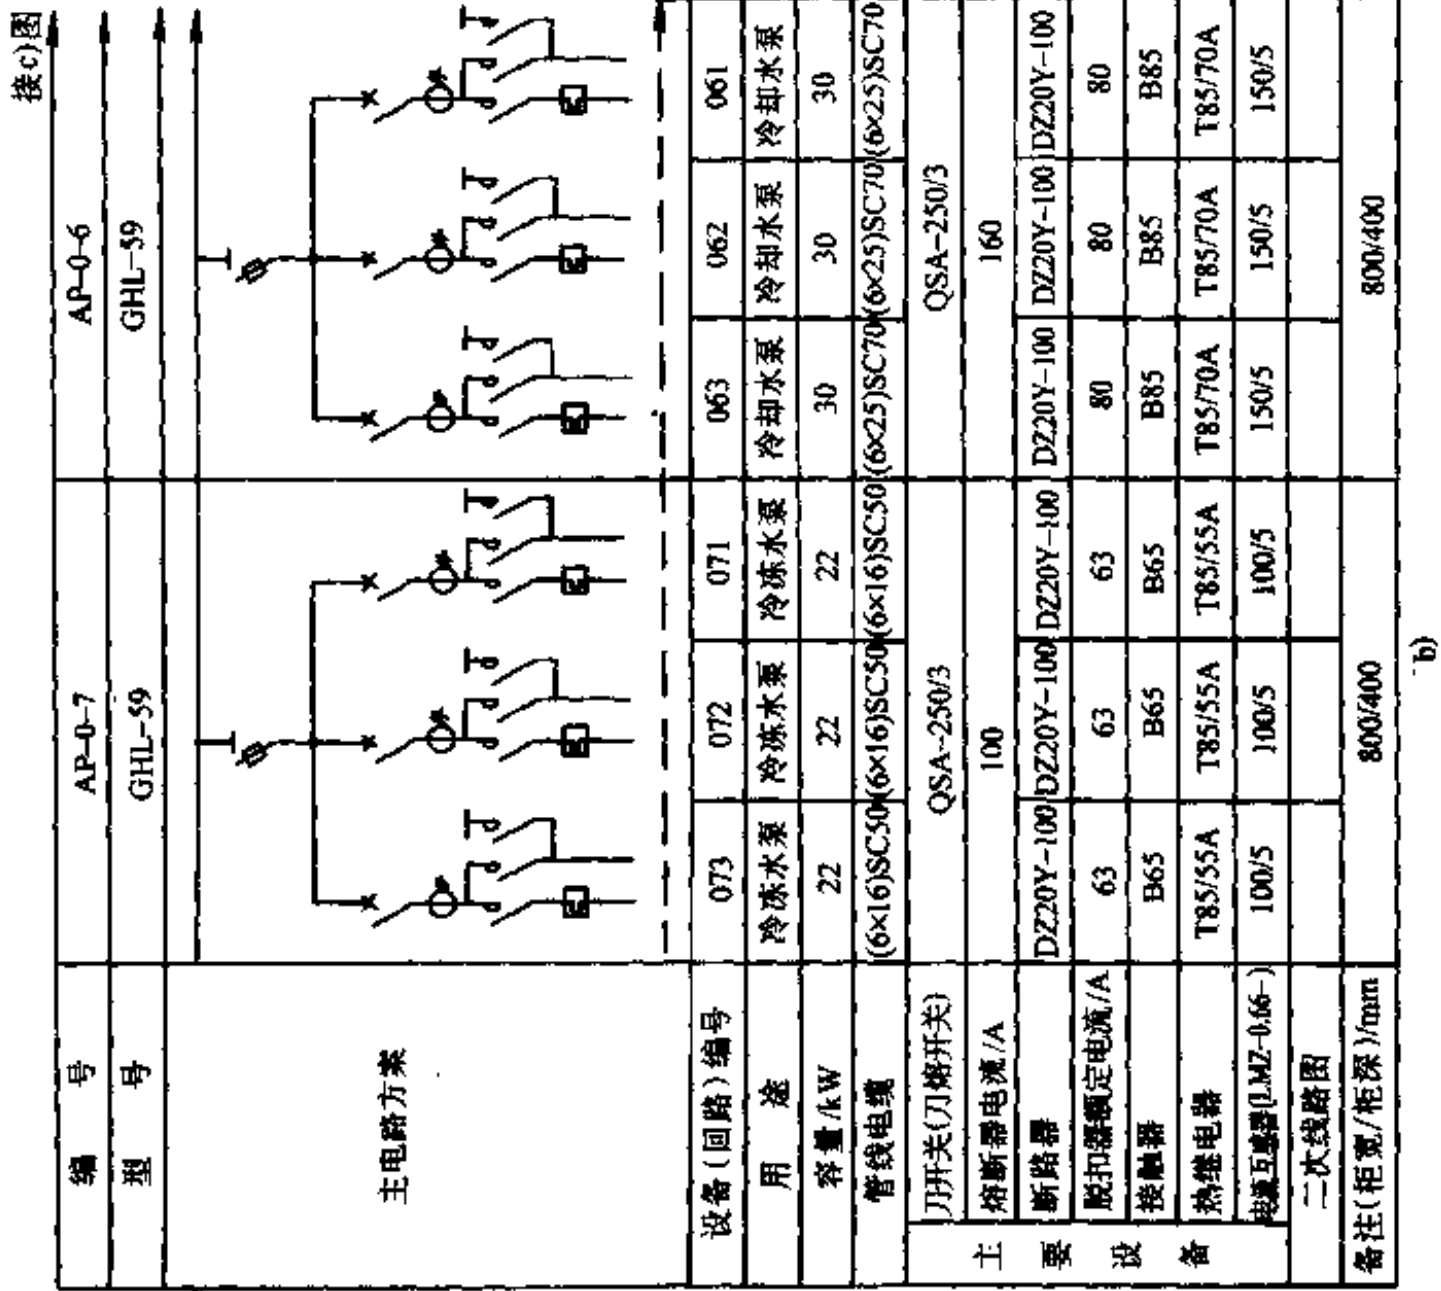 接c)图
编 号 AP-0-7 AP-0-6
型 号 GHL-59 GHL-59
主电路方案
设备(回路)编号 073 072 071 063 062 061
用 途 冷冻水泵 冷冻水泵 冷冻水泵 冷却水泵 冷却水泵 冷却水泵
容量/kW 22 22 22 30 30 30
管线电缆 (6×16)SC50 (6×16)SC50 (6×16)SC50 (6×25)SC70 (6×25)SC70 (6×25)SC70
主要设备
刀开关(刀熔开关) QSA-250/3 QSA-250/3
熔断器电流/A 100 160
断路器 DZ20Y-100 DZ20Y-100 DZ20Y-100 DZ20Y-100 DZ20Y-100 DZ20Y-100
脱扣器额定电流/A 63 63 63 80 80 80
接触器 B65 B65 B65 B85 B85 B85
热继电器 T85/55A T85/55A T85/55A T85/70A T85/70A T85/70A
电流互感器(LMZ-0.66-) 100/5 100/5 100/5 150/5 150/5 150/5
二次线路图
备注(柜宽/柜深)/mm 800/400 800/400
b)